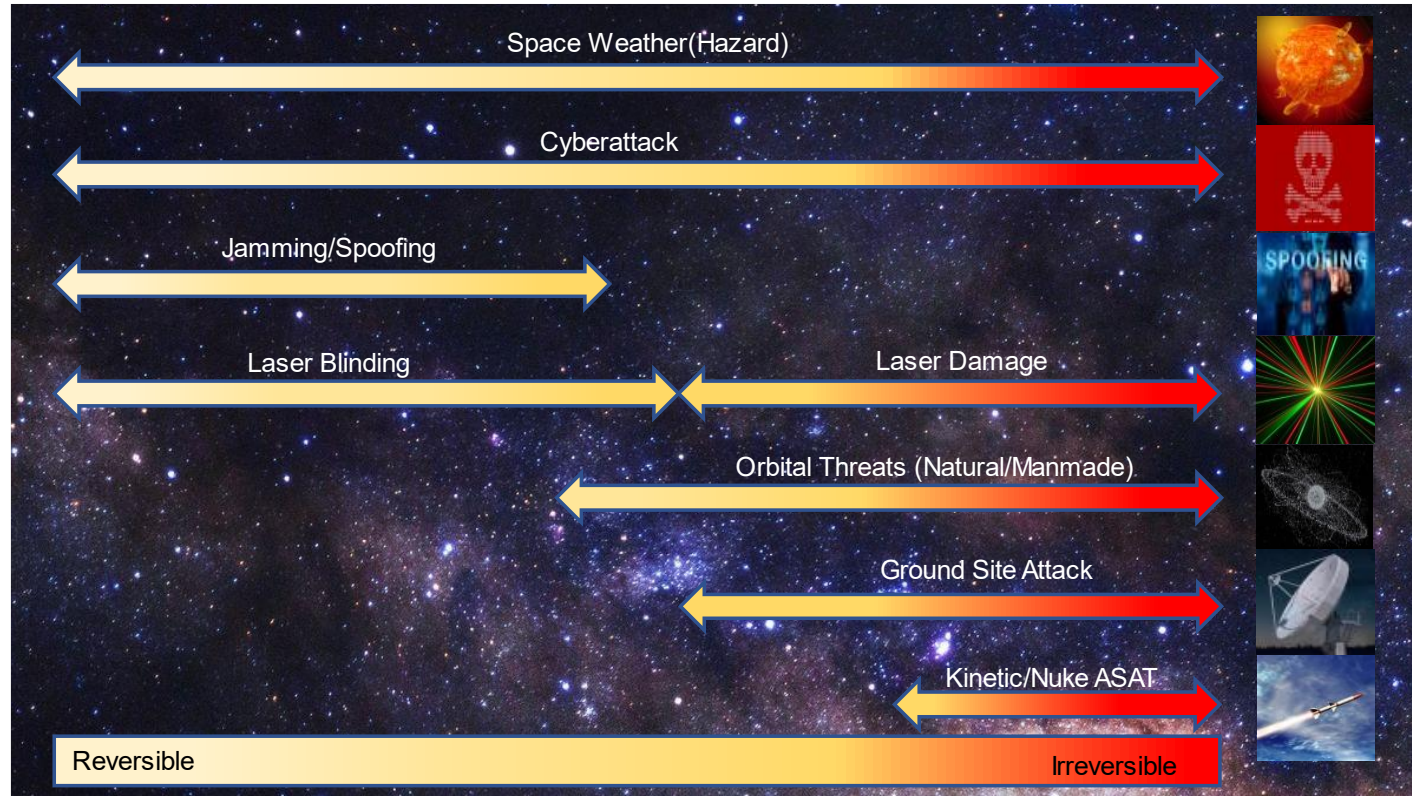 Space Weather(Hazard)
Cyberattack
Jamming/Spoofing
SPOOFING
Laser Blinding
Laser Damage
Orbital Threats (Natural/Manmade)
Ground Site Attack
Kinetic/Nuke ASAT
Reversible
Irreversible